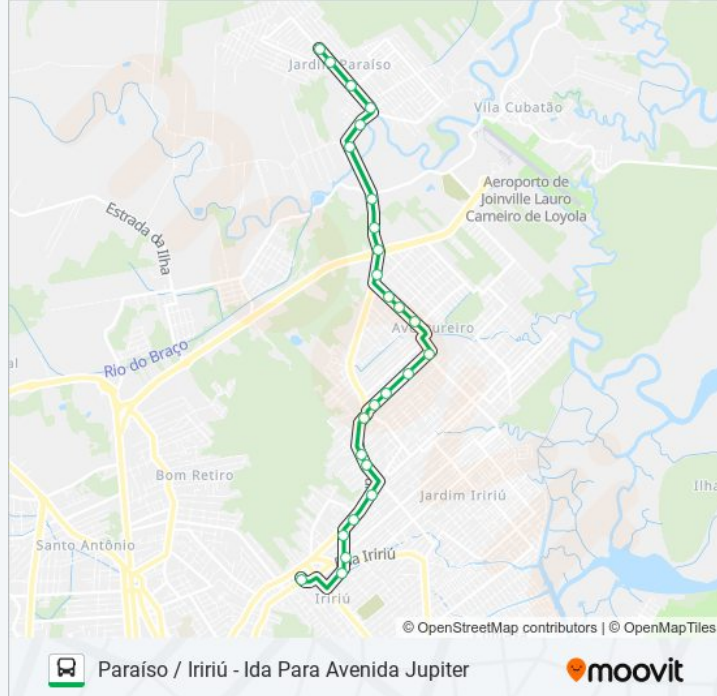 Jardim Paraíso
Vila Cubatão
Aeroporto de
Joinville Lauro
Carneiro de Loyola
Estrada da Ilha
Aventureiro
Rio do Braço
Bom Retiro
Jardim Iririú
Ilha
Santo Antônio
Rua Iririú
Iririú
© OpenStreetMap contributors | © OpenMapTiles
Paraíso / Iririú - Ida Para Avenida Jupiter
moovit